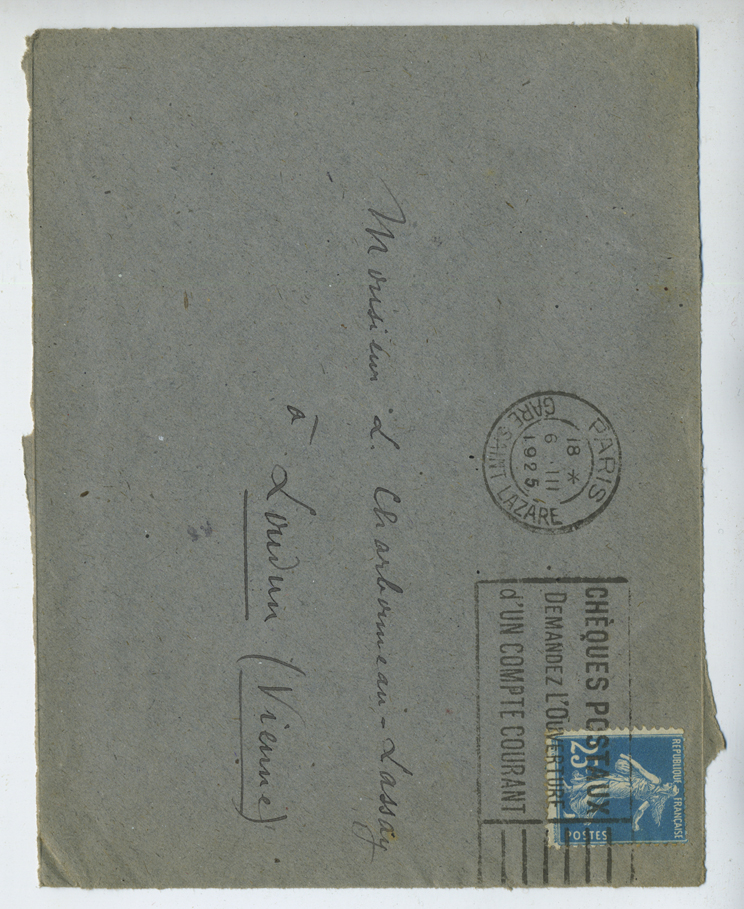 PARIS
18 *
6 III
1925
GARE SAINT LAZARE
CHÈQUES POSTAUX
DEMANDEZ L'OUVERTURE
d'UN COMPTE COURANT
REPUBLIQUE FRANÇAISE
25c
POSTES
Monsieur L. Charbonneau-Lassay
à Loudun (Vienne)